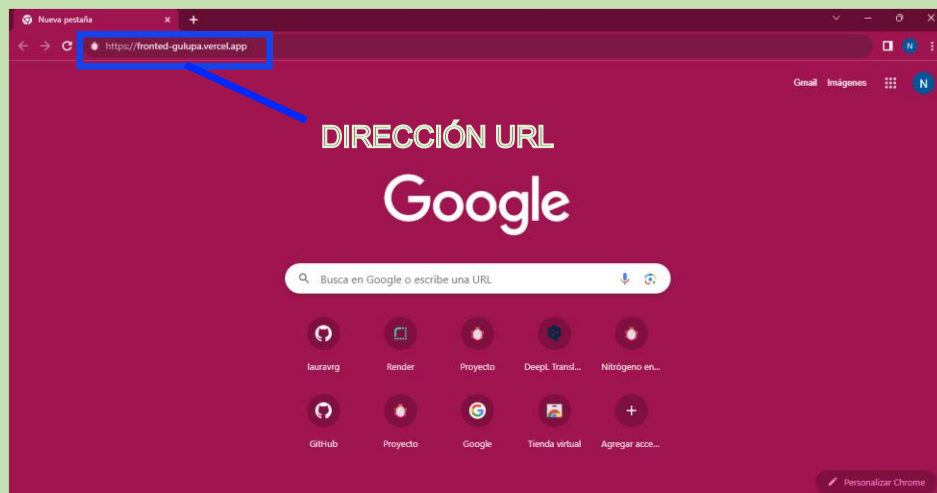 Nueva pestaña
https://fronted-gulupa.vercel.app
N
Gmail Imágenes
N
DIRECCIÓN URL
Google
Busca en Google o escribe una URL
lauravrg Render Proyecto DeepL Transl... Nitrógeno en...
GitHub Proyecto Google Tienda virtual Agregar acce...
Personalizar Chrome